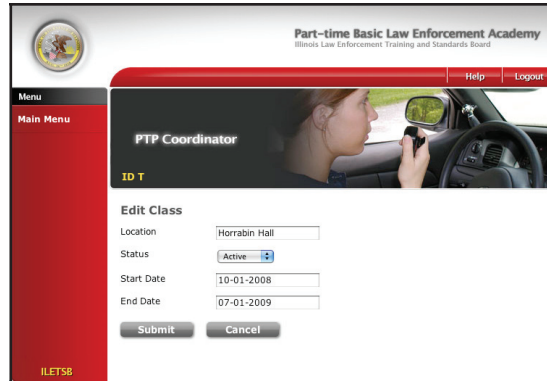 Part-time Basic Law Enforcement Academy
Illinois Law Enforcement Training and Standards Board
Help Logout
Menu
Main Menu
PTP Coordinator
ID T
Edit Class
Location Horrabin Hall
Status Active
Start Date 10-01-2008
End Date 07-01-2009
Submit Cancel
ILETSB